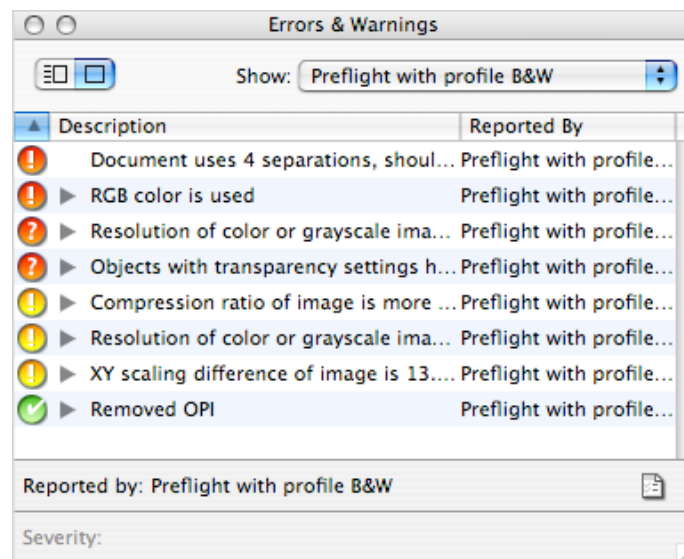 Errors & Warnings
Show: Preflight with profile B&W
Description Reported By
Document uses 4 separations, shoul... Preflight with profile...
RGB color is used Preflight with profile...
Resolution of color or grayscale ima... Preflight with profile...
Objects with transparency settings h... Preflight with profile...
Compression ratio of image is more ... Preflight with profile...
Resolution of color or grayscale ima... Preflight with profile...
XY scaling difference of image is 13.... Preflight with profile...
Removed OPI Preflight with profile...
Reported by: Preflight with profile B&W
Severity: